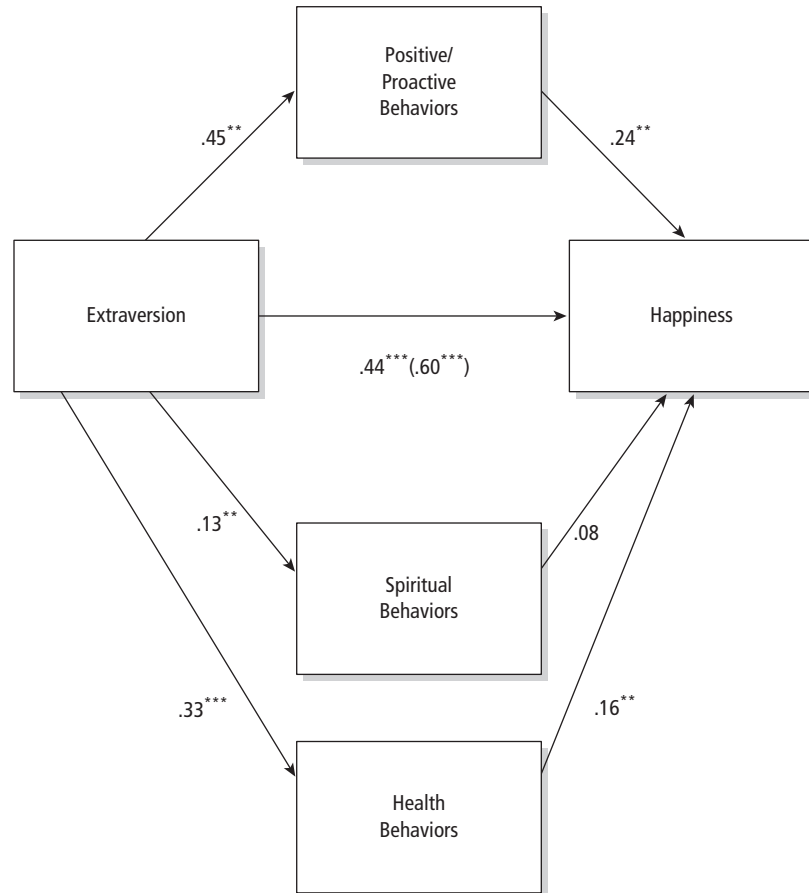 Positive/
Proactive
Behaviors
.45**
.24**
Extraversion
Happiness
.44***(.60***)
.13**
.08
Spiritual
Behaviors
.33***
.16**
Health
Behaviors